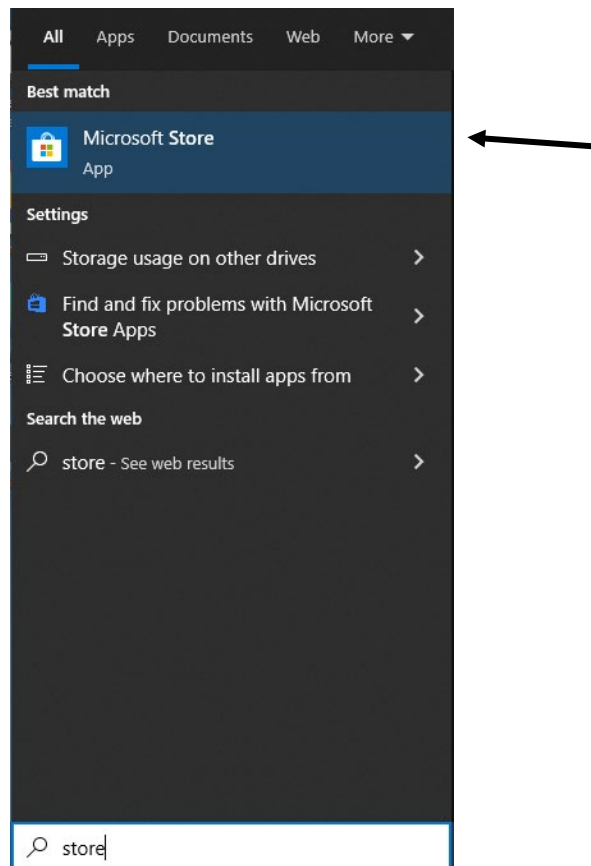 All Apps Documents Web More
Best match
Microsoft Store
App
Settings
Storage usage on other drives
Find and fix problems with Microsoft
Store Apps
Choose where to install apps from
Search the web
store - See web results
store